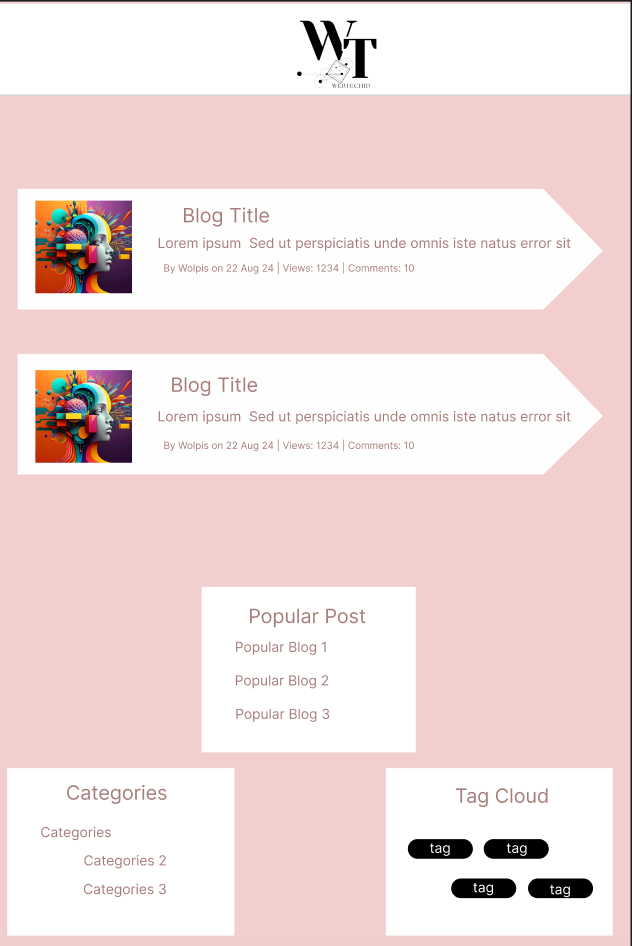 WT
WEBTECHID
Blog Title
Lorem ipsum  Sed ut perspiciatis unde omnis iste natus error sit
By Wolpis on 22 Aug 24 | Views: 1234 | Comments: 10
Blog Title
Lorem ipsum  Sed ut perspiciatis unde omnis iste natus error sit
By Wolpis on 22 Aug 24 | Views: 1234 | Comments: 10
Popular Post
Popular Blog 1
Popular Blog 2
Popular Blog 3
Categories
Categories
Categories 2
Categories 3
Tag Cloud
tag tag
tag tag